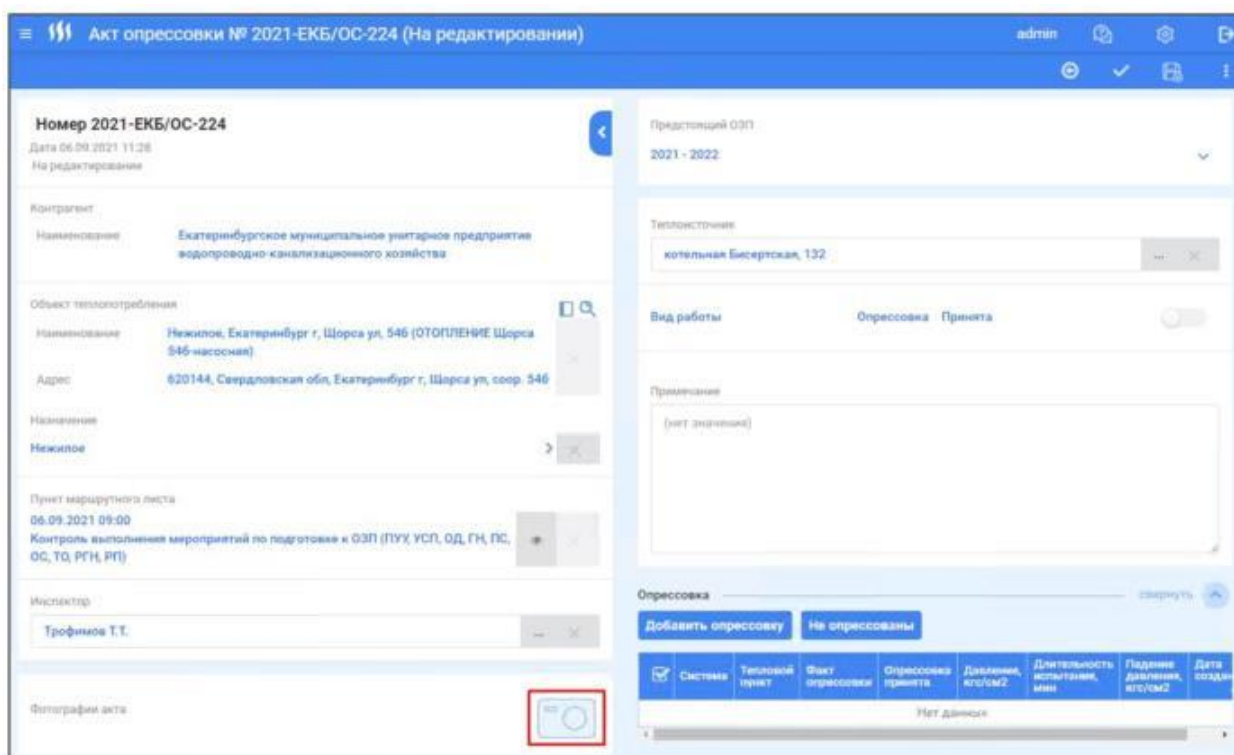 Акт опрессовки № 2021-ЕКБ/ОС-224 (На редактировании)
admin
Номер 2021-ЕКБ/ОС-224
Дата 06.09.2021 11:28
На редактировании
Контрагент
Наименование
Екатеринбургское муниципальное унитарное предприятие
водопроводно-канализационного хозяйства
Объект теплопотребления
Наименование
Нежилое, Екатеринбург г, Щорса ул, 54б (ОТОПЛЕНИЕ Щорса
54б-насосная)
Адрес
620144, Свердловская обл, Екатеринбург г, Щорса ул, соор. 54б
Назначение
Нежилое
Пункт маршрутного листа
06.09.2021 09:00
Контроль выполнения мероприятий по подготовке к ОЗП (ПУУ, УСП, ОД, ГН, ПС,
ОС, ТО, РГН, РП)
Инспектор
Трофимов Т.Т.
...
Фотографии акта
Предстоящий ОЗП
2021 - 2022
Теплоисточник
котельная Бисертская, 132
...
Вид работы
Опрессовка Принята
Примечание
(нет значения)
Опрессовка
свернуть
Добавить опрессовку
Не опрессованы
Система
Тепловой
пункт
Факт
опрессовки
Опрессовка
принята
Давление,
кгс/см2
Длительность
испытания,
мин
Падение
давления,
кгс/см2
Дата
создан
Нет данных